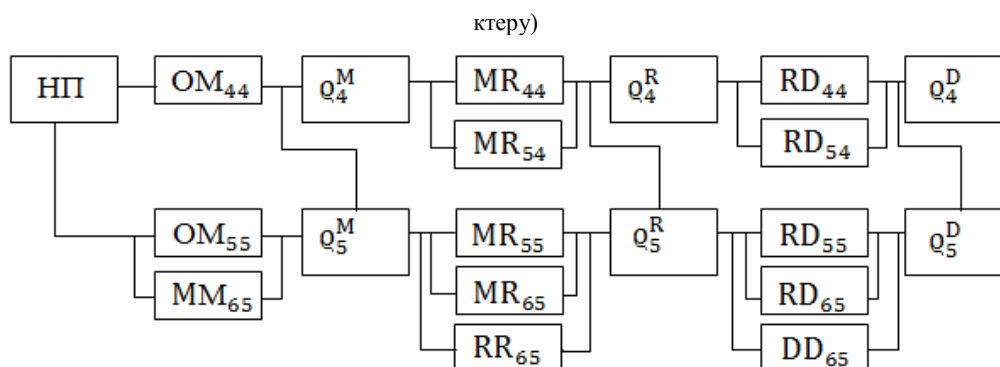 ктеру)
НП OM₄₄ Q₄ᴹ MR₄₄ Q₄ᴿ RD₄₄ Q₄ᴰ
MR₅₄ RD₅₄
OM₅₅ Q₅ᴹ MR₅₅ Q₅ᴿ RD₅₅ Q₅ᴰ
MM₆₅ MR₆₅ RD₆₅
RR₆₅ DD₆₅